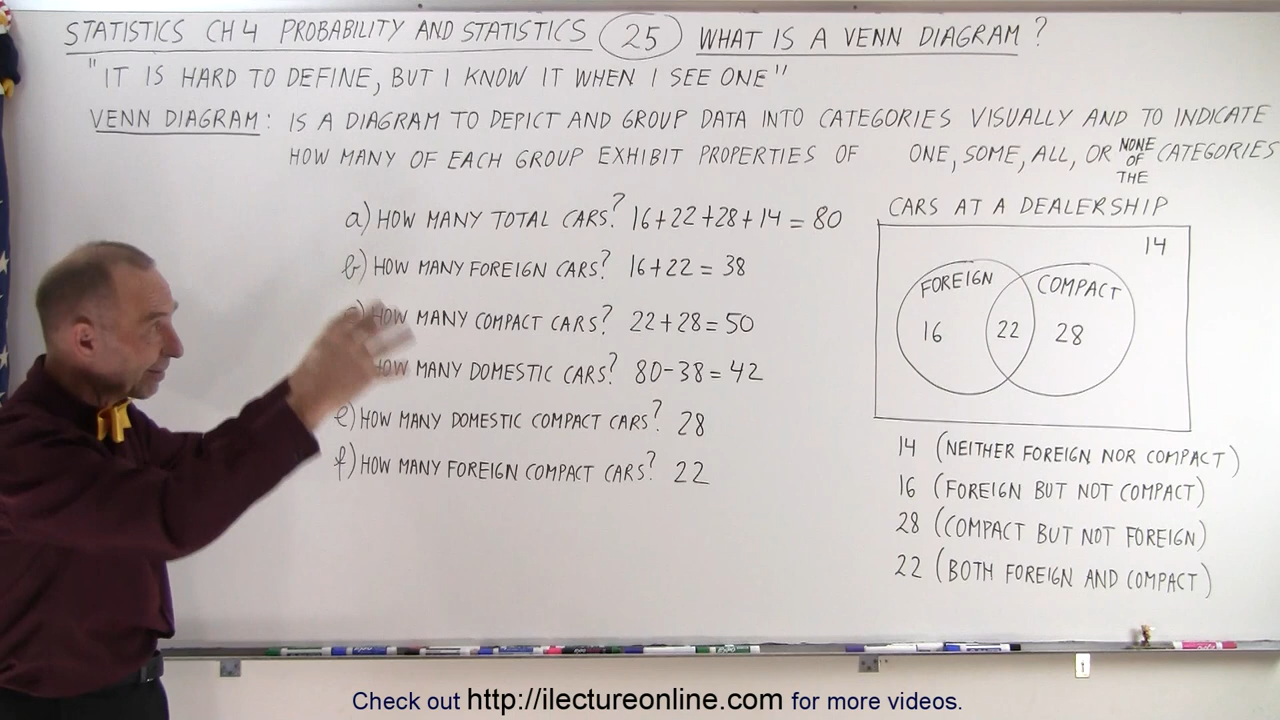 STATISTICS CH 4 PROBABILITY AND STATISTICS 25 WHAT IS A VENN DIAGRAM?
"IT IS HARD TO DEFINE, BUT I KNOW IT WHEN I SEE ONE"
VENN DIAGRAM: IS A DIAGRAM TO DEPICT AND GROUP DATA INTO CATEGORIES VISUALLY AND TO INDICATE
HOW MANY OF EACH GROUP EXHIBIT PROPERTIES OF ONE, SOME, ALL, OR NONE OF THE CATEGORIES
a) HOW MANY TOTAL CARS? 16+22+28+14 = 80
b) HOW MANY FOREIGN CARS? 16+22 = 38
HOW MANY COMPACT CARS? 22+28 = 50
HOW MANY DOMESTIC CARS? 80-38 = 42
e) HOW MANY DOMESTIC COMPACT CARS? 28
f) HOW MANY FOREIGN COMPACT CARS? 22
CARS AT A DEALERSHIP
14
FOREIGN COMPACT
16 22 28
14 (NEITHER FOREIGN NOR COMPACT)
16 (FOREIGN BUT NOT COMPACT)
28 (COMPACT BUT NOT FOREIGN)
22 (BOTH FOREIGN AND COMPACT)
Check out http://ilectureonline.com for more videos.